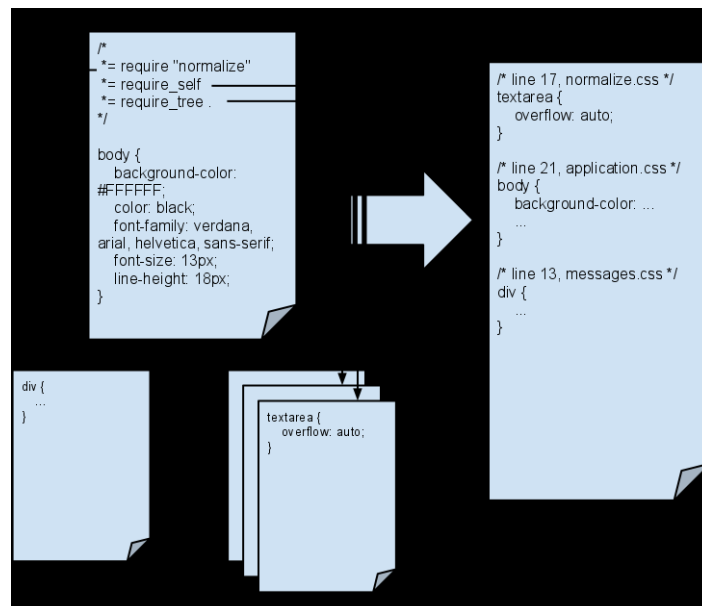 /*
*= require "normalize"
*= require_self
*= require_tree .
*/
body {
background-color:
#FFFFFF;
color: black;
font-family: verdana,
arial, helvetica, sans-serif;
font-size: 13px;
line-height: 18px;
}
/* line 17, normalize.css */
textarea {
overflow: auto;
}
/* line 21, application.css */
body {
background-color: ...
...
}
/* line 13, messages.css */
div {
...
}
div {
...
}
textarea {
overflow: auto;
}